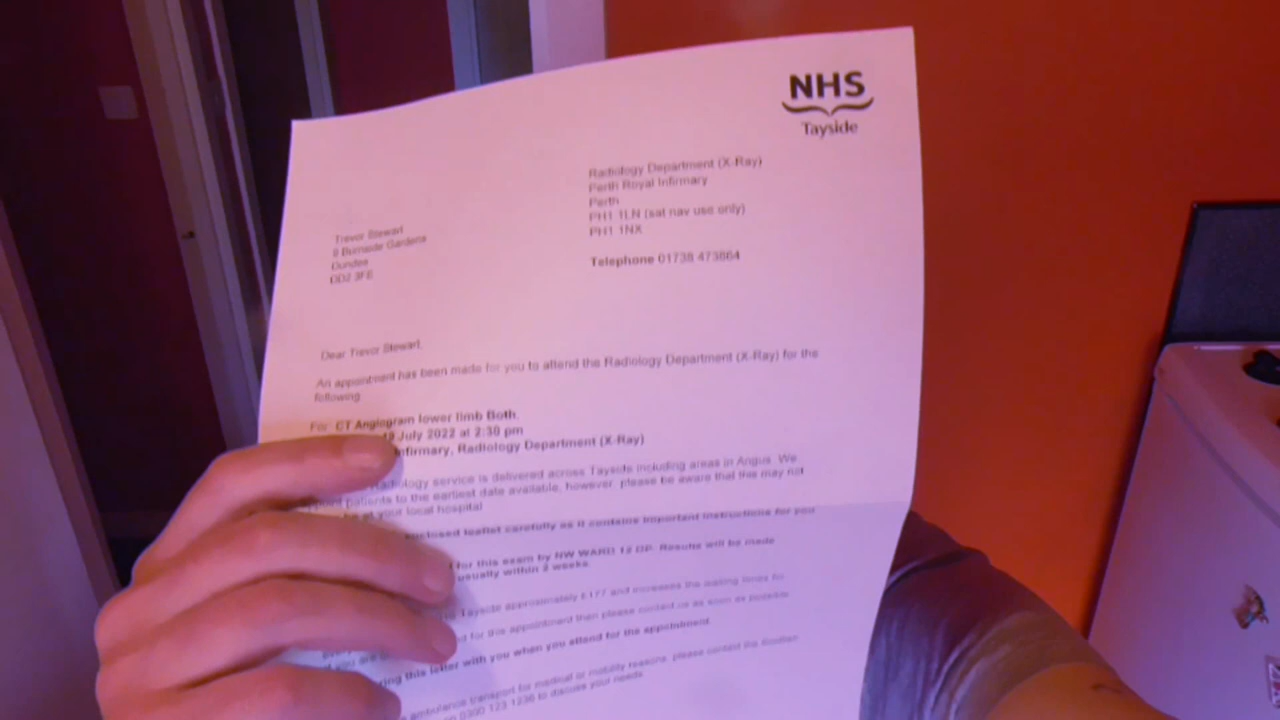 NHS
Tayside
Radiology Department (X-Ray)
Perth Royal Infirmary
Perth
PH1 1LN (sat nav use only)
PH1 1NX
Telephone 01738 473864
Trevor Stewart
Burnside Gardens
Dundee
Dear Trevor Stewart,
An appointment has been made for you to attend the Radiology Department (X-Ray) for the
following:
For: CT Angiogram lower limb Both,
July 2022 at 2:30 pm
nfirmary, Radiology Department (X-Ray)
Radiology service is delivered across Tayside including areas in Angus. We
patients to the earliest date available, however, please be aware that this may not
at your local hospital
enclosed leaflet carefully as it contains important instructions for you
for this exam by NW WARD 12 OP. Results will be made
usually within 2 weeks.
Tayside approximately £177 and increases the waiting times for
for this appointment then please contact us as soon as possible
ring this letter with you when you attend for the appointment.
ambulance transport for medical or mobility reasons, please contact the Scottish
on 0300 123 1236 to discuss your needs